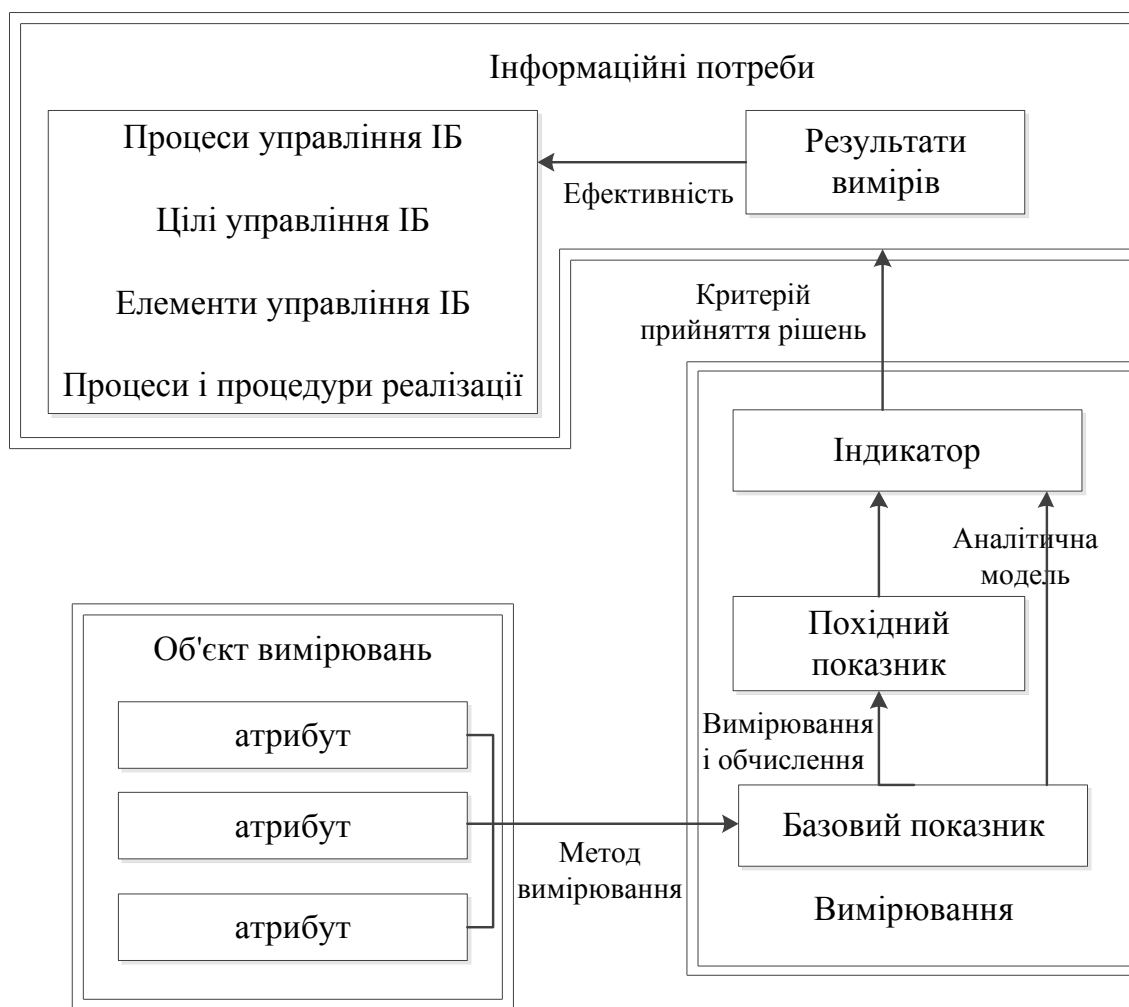 Інформаційні потреби
Процеси управління ІБ
Цілі управління ІБ
Елементи управління ІБ
Процеси і процедури реалізації
Ефективність
Результати
вимірів
Критерій
прийняття рішень
Індикатор
Аналітична
модель
Похідний
показник
Вимірювання
і обчислення
Базовий показник
Вимірювання
Об'єкт вимірювань
атрибут
атрибут
атрибут
Метод
вимірювання